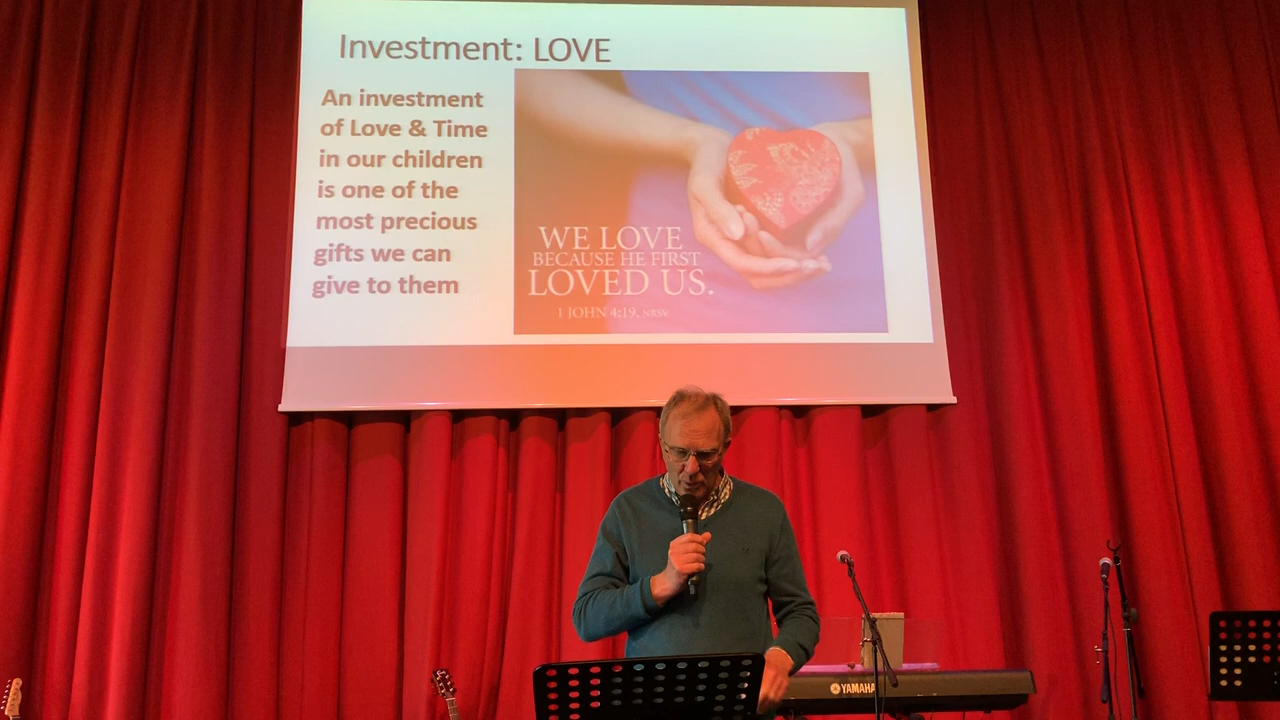 Investment: LOVE
An investment
of Love & Time
in our children
is one of the
most precious
gifts we can
give to them
WE LOVE
BECAUSE HE FIRST
LOVED US.
1 JOHN 4:19, NRSV
YAMAHA